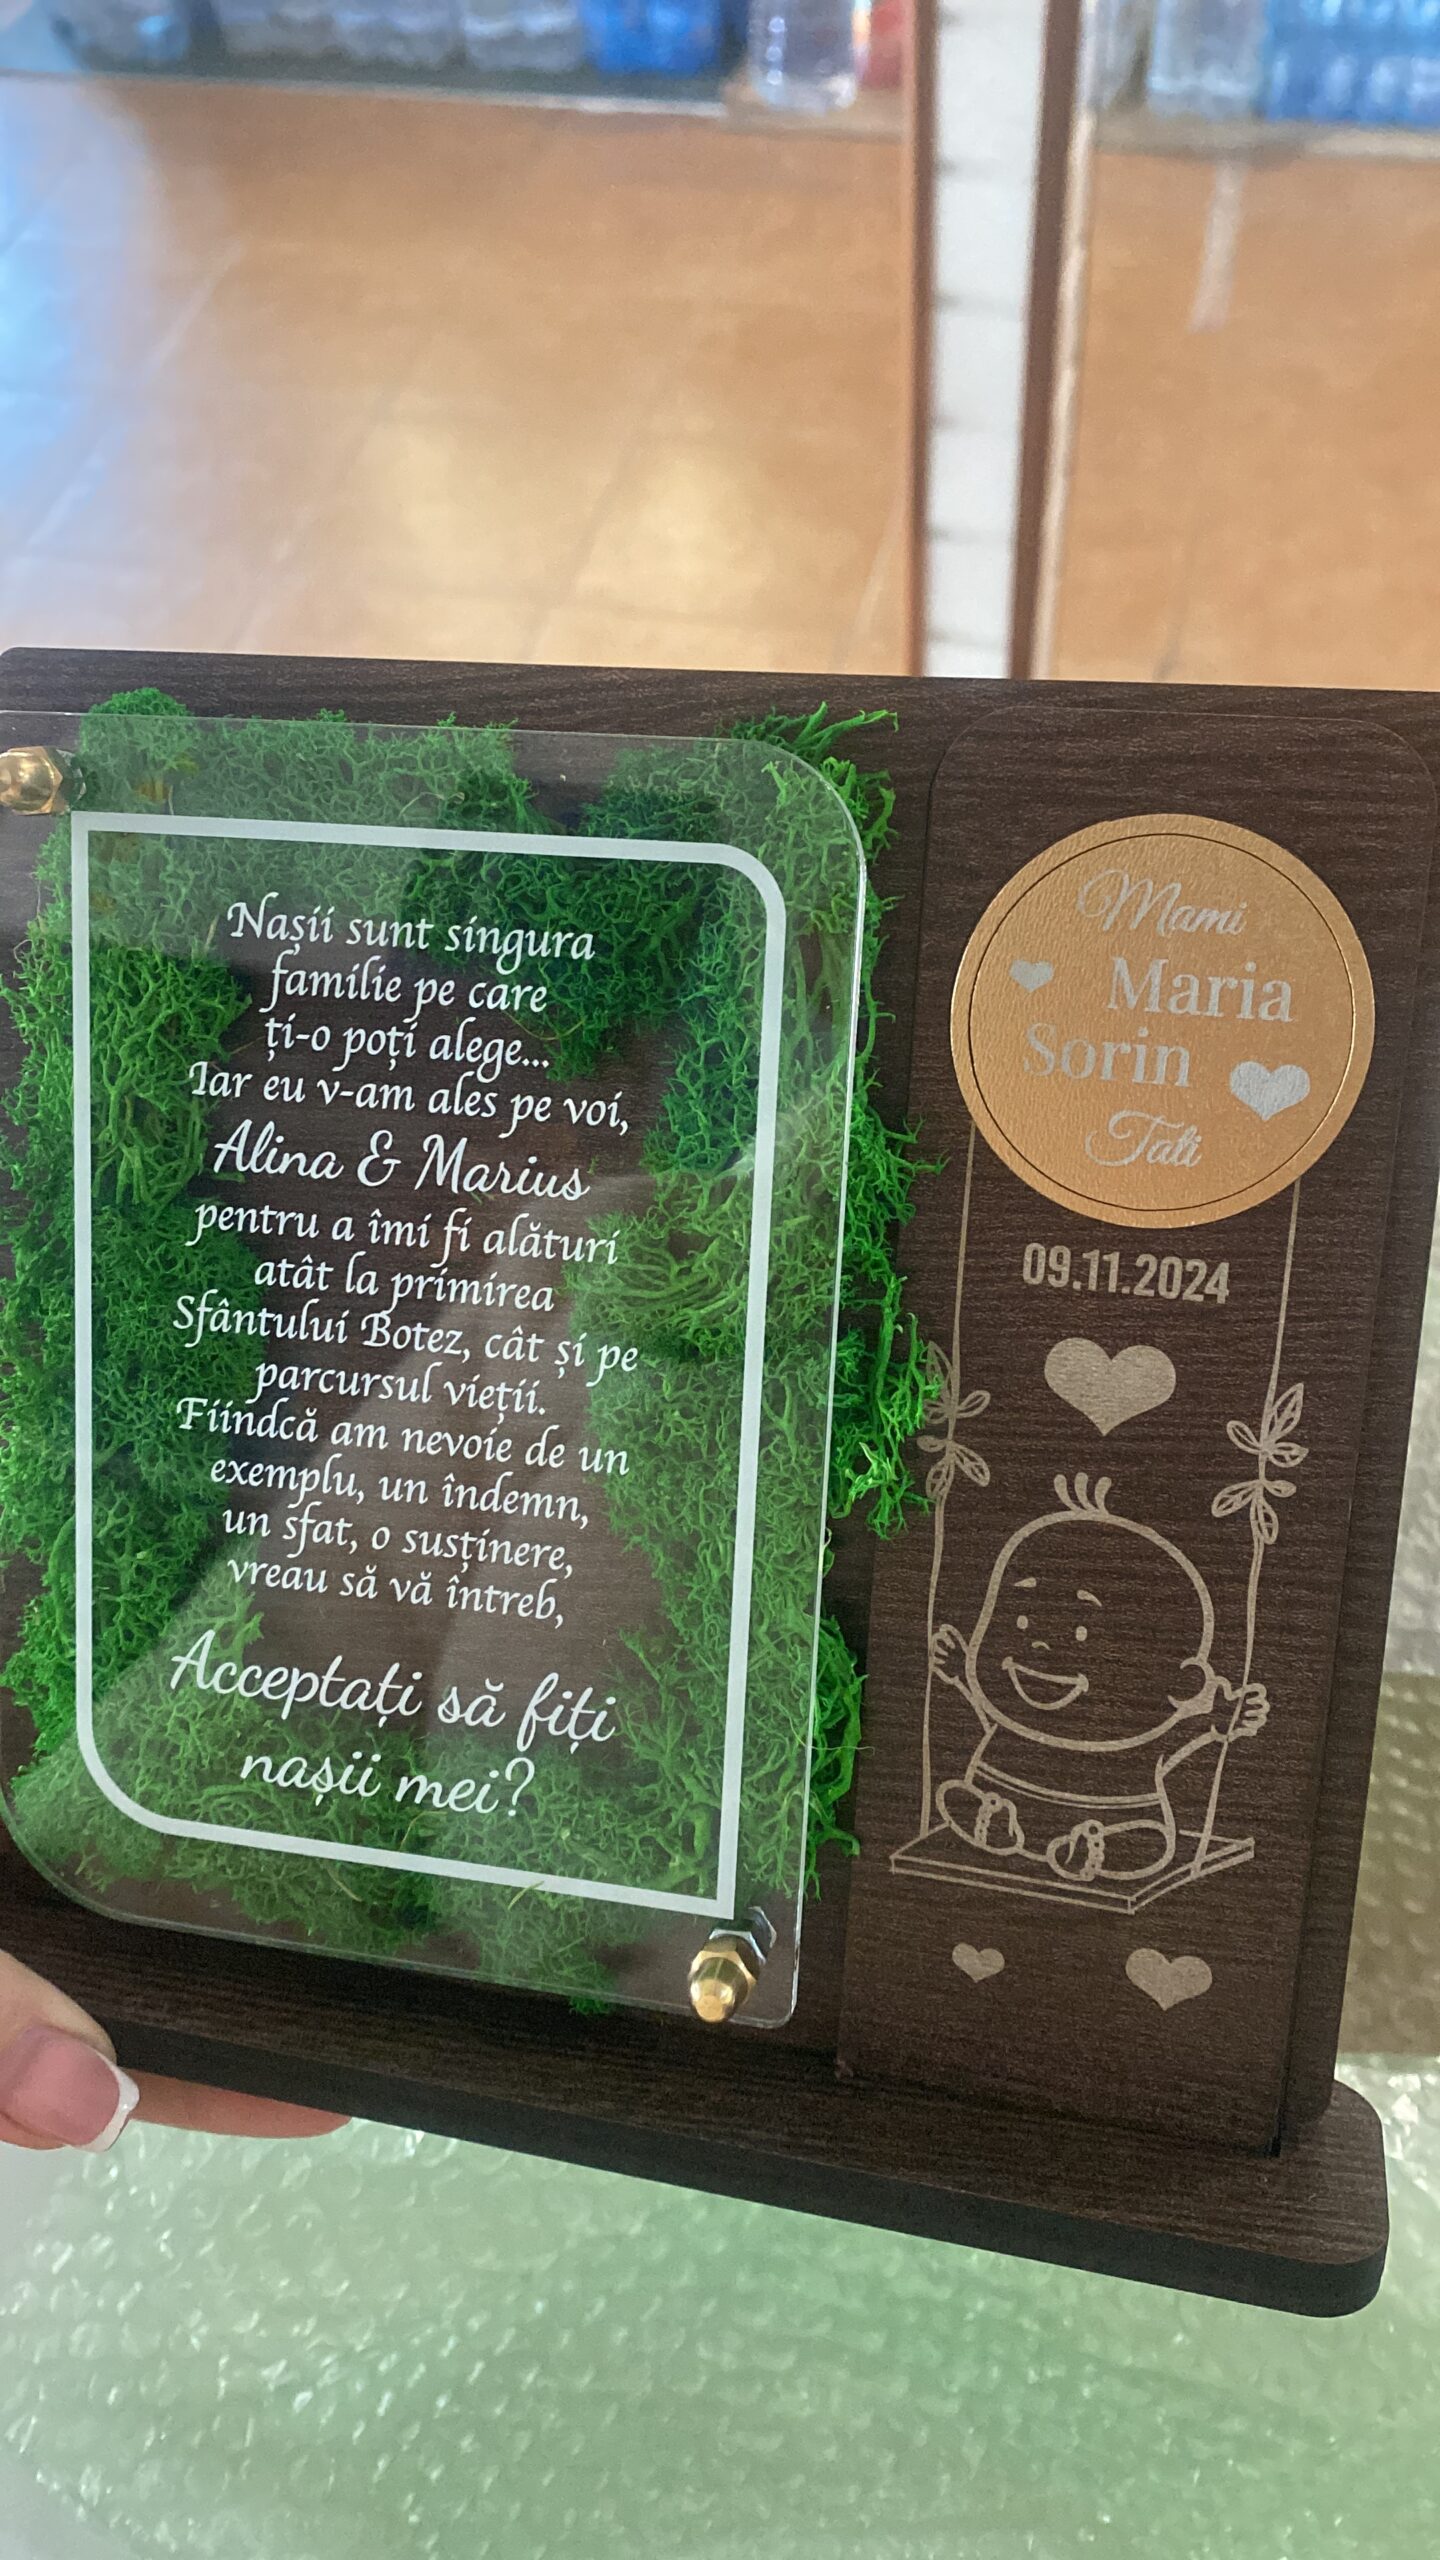 Nașii sunt singura
familie pe care
ți-o poți alege...
Iar eu v-am ales pe voi,
Alina & Marius
pentru a îmi fi alături
atât la primirea
Sfântului Botez, cât și pe
parcursul vieții.
Fiindcă am nevoie de un
exemplu, un îndemn,
un sfat, o susținere,
vreau să vă întreb,
Acceptați să fiți
nașii mei?
Mami
Maria
Sorin
Tati
09.11.2024